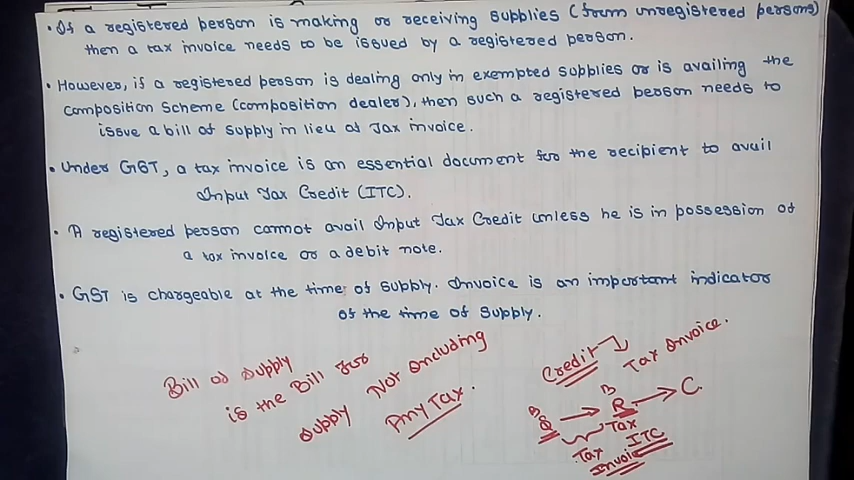 • If a registered person is making or receiving supplies (from unregistered persons)
then a tax invoice needs to be issued by a registered person.
• However, if a registered person is dealing only in exempted supplies or is availing the
composition scheme (composition dealer), then such a registered person needs to
issue a bill of supply in lieu of Tax invoice.
• Under GST, a tax invoice is an essential document for the recipient to avail
Input Tax Credit (ITC).
• A registered person cannot avail Input Tax Credit unless he is in possession of
a tax invoice or a debit note.
• GST is chargeable at the time of supply. Invoice is an important indicator
of the time of supply.
Bill of supply
is the Bill for
supply Not Including
Any Tax.
Credit
Tax Invoice.
B B
R C
Tax
ITC
Tax
Invoice